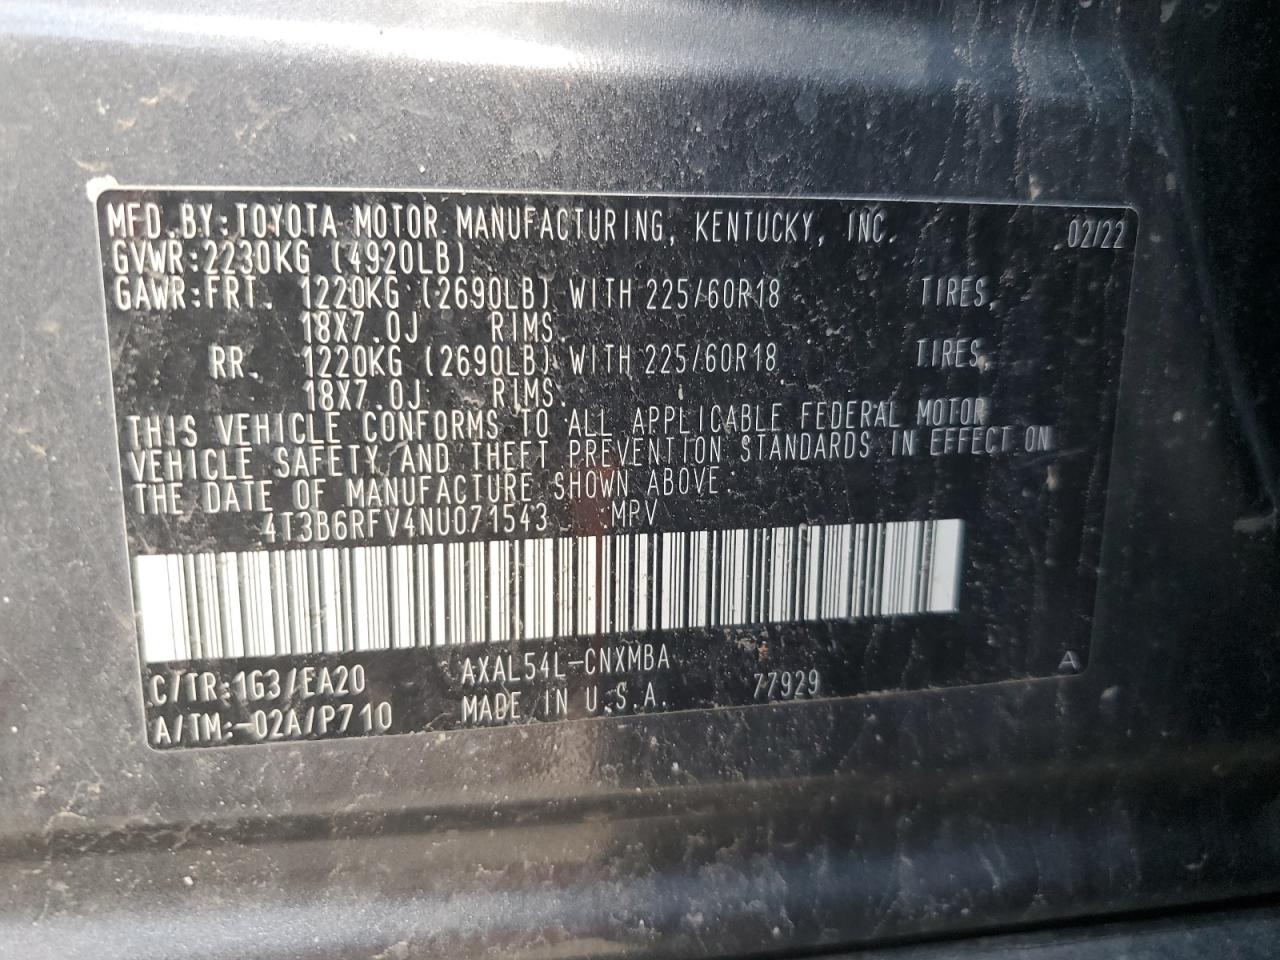 MFD.BY:TOYOTA MOTOR MANUFACTURING, KENTUCKY, INC. 02/22
GVWR:2230KG (4920LB)
GAWR:FRT. 1220KG (2690LB) WITH 225/60R18 TIRES,
18X7.0J RIMS.
RR. 1220KG (2690LB) WITH 225/60R18 TIRES,
18X7.0J RIMS.
THIS VEHICLE CONFORMS TO ALL APPLICABLE FEDERAL MOTOR
VEHICLE SAFETY AND THEFT PREVENTION STANDARDS IN EFFECT ON
THE DATE OF MANUFACTURE SHOWN ABOVE.
4T3B6RFV4NU071543 MPV
C/TR:1G3/EA20 AXAL54L-CNXMBA A
A/TM:-02A/P710 MADE IN U.S.A. 77929